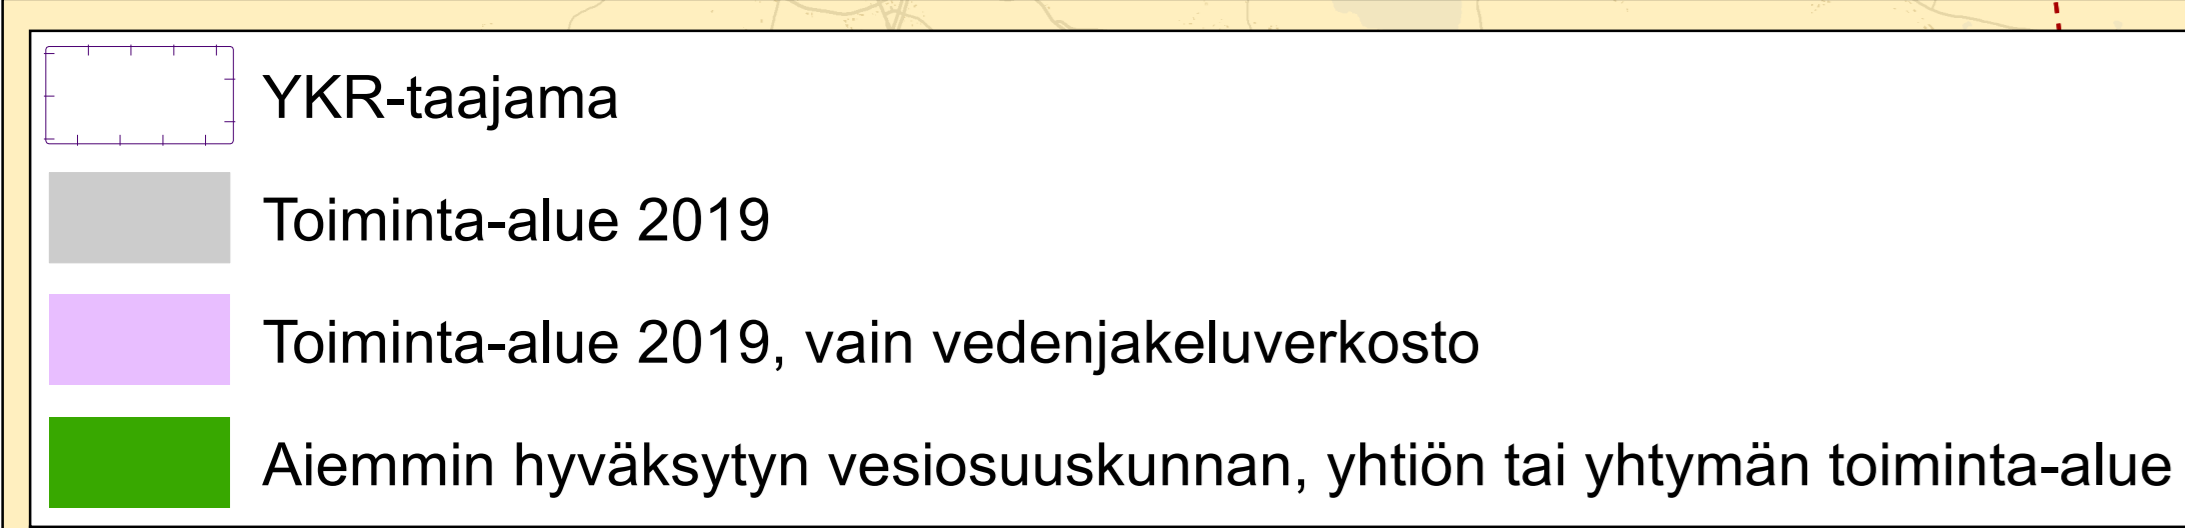 YKR-taajama
Toiminta-alue 2019
Toiminta-alue 2019, vain vedenjakeluverkosto
Aiemmin hyväksytyn vesiosuuskunnan, yhtiön tai yhtymän toiminta-alue